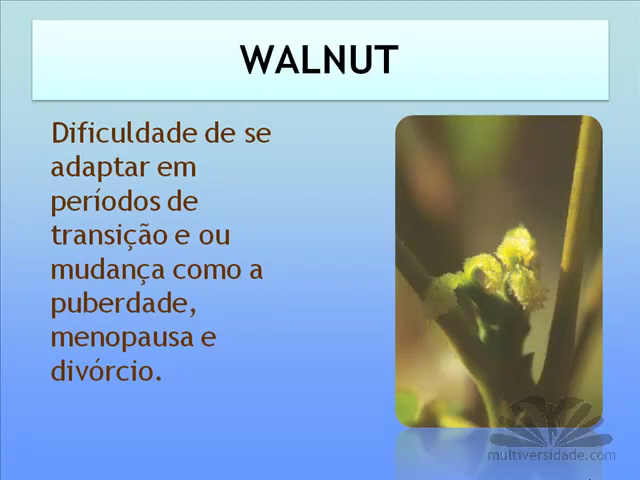 WALNUT
Dificuldade de se
adaptar em
períodos de
transição e ou
mudança como a
puberdade,
menopausa e
divórcio.
multiversidade.com